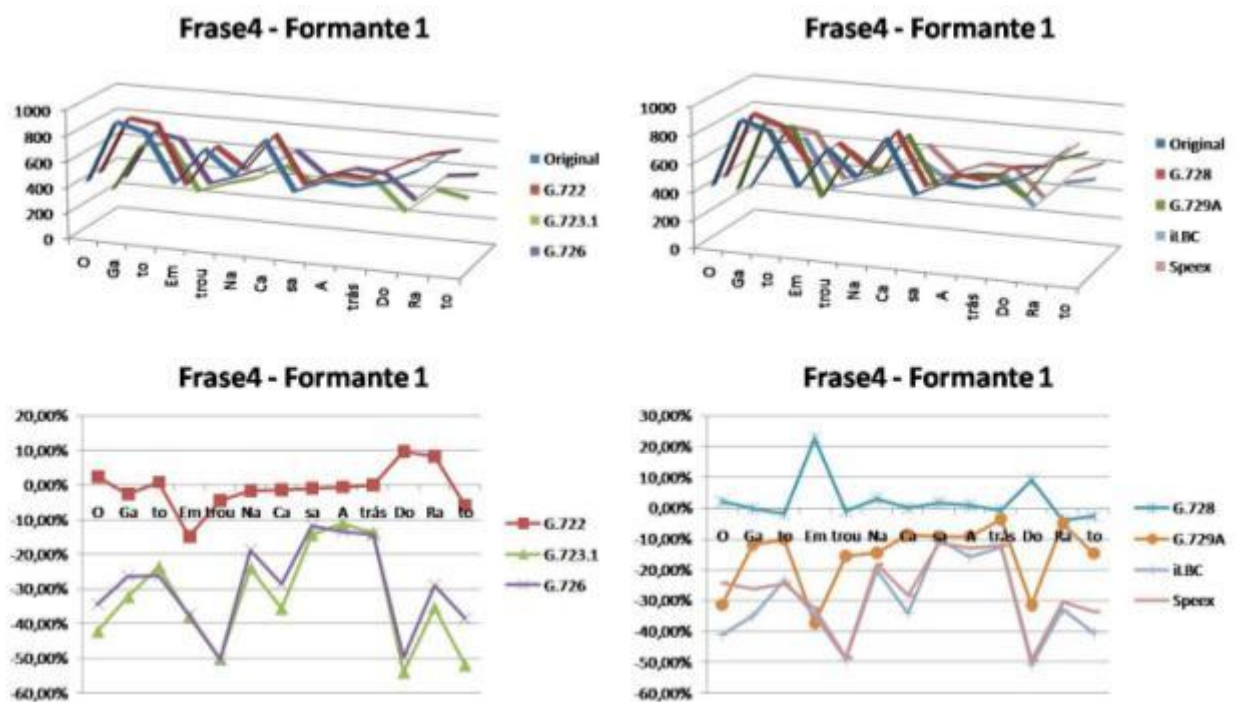 Frase4 - Formante 1
1000
800
600
400
200
0
O Ga to Em trou Na Ca sa A trás Do Ra to
Original
G.722
G.723.1
G.726
Frase4 - Formante 1
1000
800
600
400
200
0
O Ga to Em trou Na Ca sa A trás Do Ra to
Original
G.728
G.729A
iLBC
Speex
Frase4 - Formante 1
20,00%
10,00%
0,00%
-10,00%
-20,00%
-30,00%
-40,00%
-50,00%
-60,00%
O Ga to Em trou Na Ca sa A trás Do Ra to
G.722
G.723.1
G.726
Frase4 - Formante 1
30,00%
20,00%
10,00%
0,00%
-10,00%
-20,00%
-30,00%
-40,00%
-50,00%
-60,00%
O Ga to Em trou Na Ca sa A trás Do Ra to
G.728
G.729A
iLBC
Speex